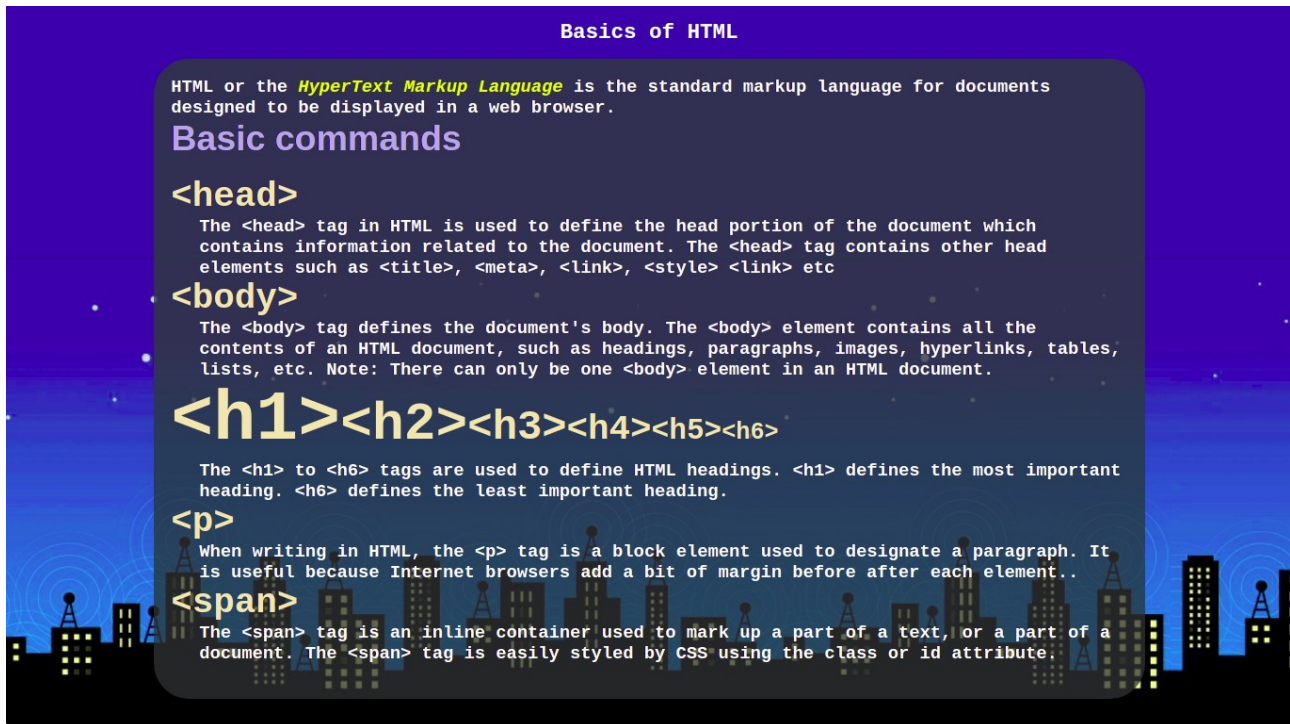 Basics of HTML
HTML or the HyperText Markup Language is the standard markup language for documents
designed to be displayed in a web browser.
Basic commands
<head>
The <head> tag in HTML is used to define the head portion of the document which
contains information related to the document. The <head> tag contains other head
elements such as <title>, <meta>, <link>, <style> <link> etc
<body>
The <body> tag defines the document's body. The <body> element contains all the
contents of an HTML document, such as headings, paragraphs, images, hyperlinks, tables,
lists, etc. Note: There can only be one <body> element in an HTML document.
<h1><h2><h3><h4><h5><h6>
The <h1> to <h6> tags are used to define HTML headings. <h1> defines the most important
heading. <h6> defines the least important heading.
<p>
When writing in HTML, the <p> tag is a block element used to designate a paragraph. It
is useful because Internet browsers add a bit of margin before after each element..
<span>
The <span> tag is an inline container used to mark up a part of a text, or a part of a
document. The <span> tag is easily styled by CSS using the class or id attribute.